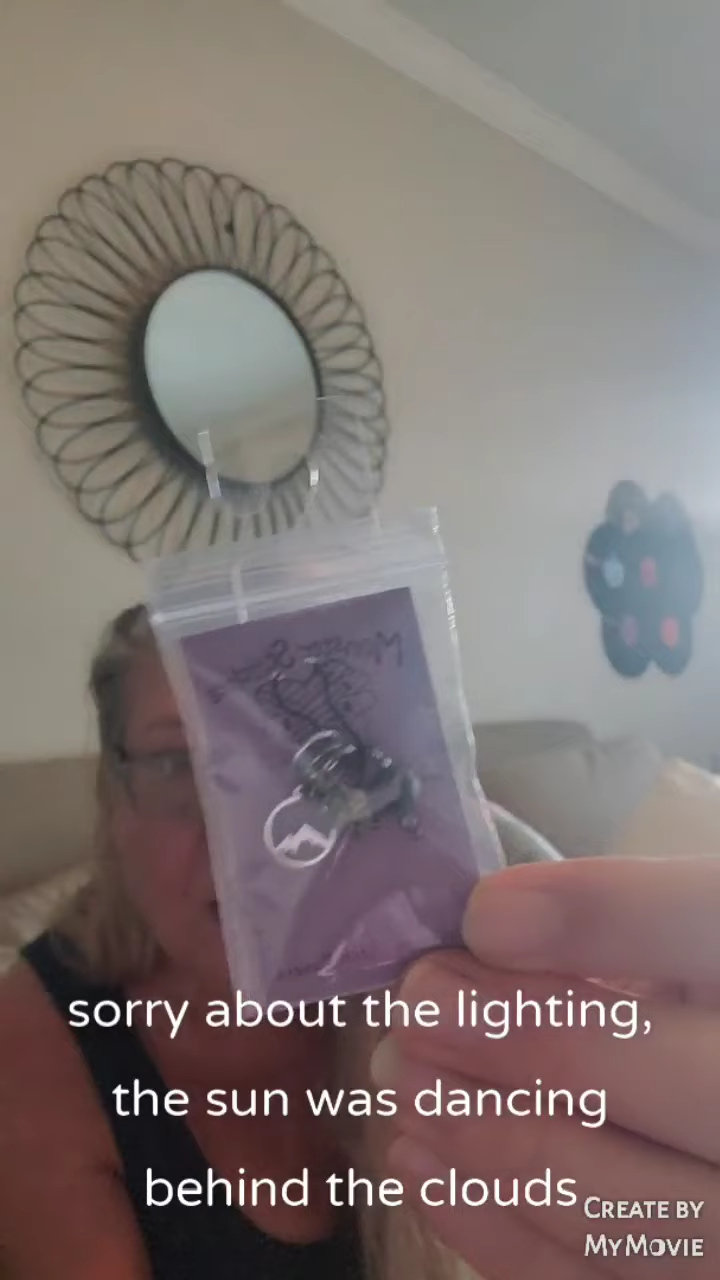 sorry about the lighting,
the sun was dancing
behind the clouds
CREATE BY
MYMOVIE